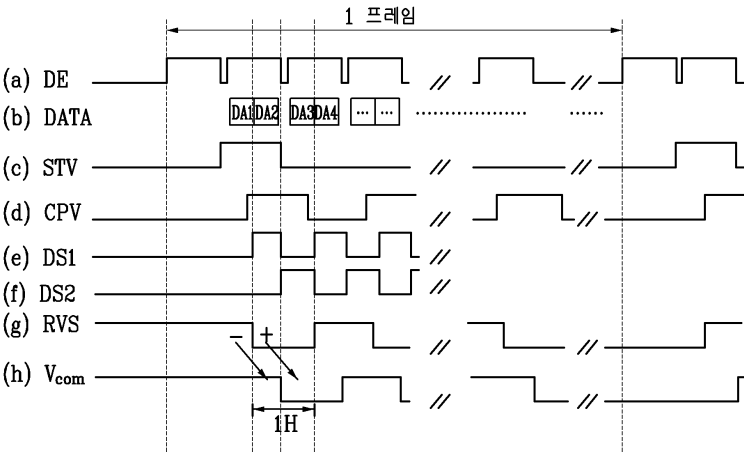 1 프레임
(a) DE
(b) DATA DA1 DA2 DA3 DA4 ... ...
(c) STV
(d) CPV
(e) DS1
(f) DS2
(g) RVS
− +
(h) Vcom
1H